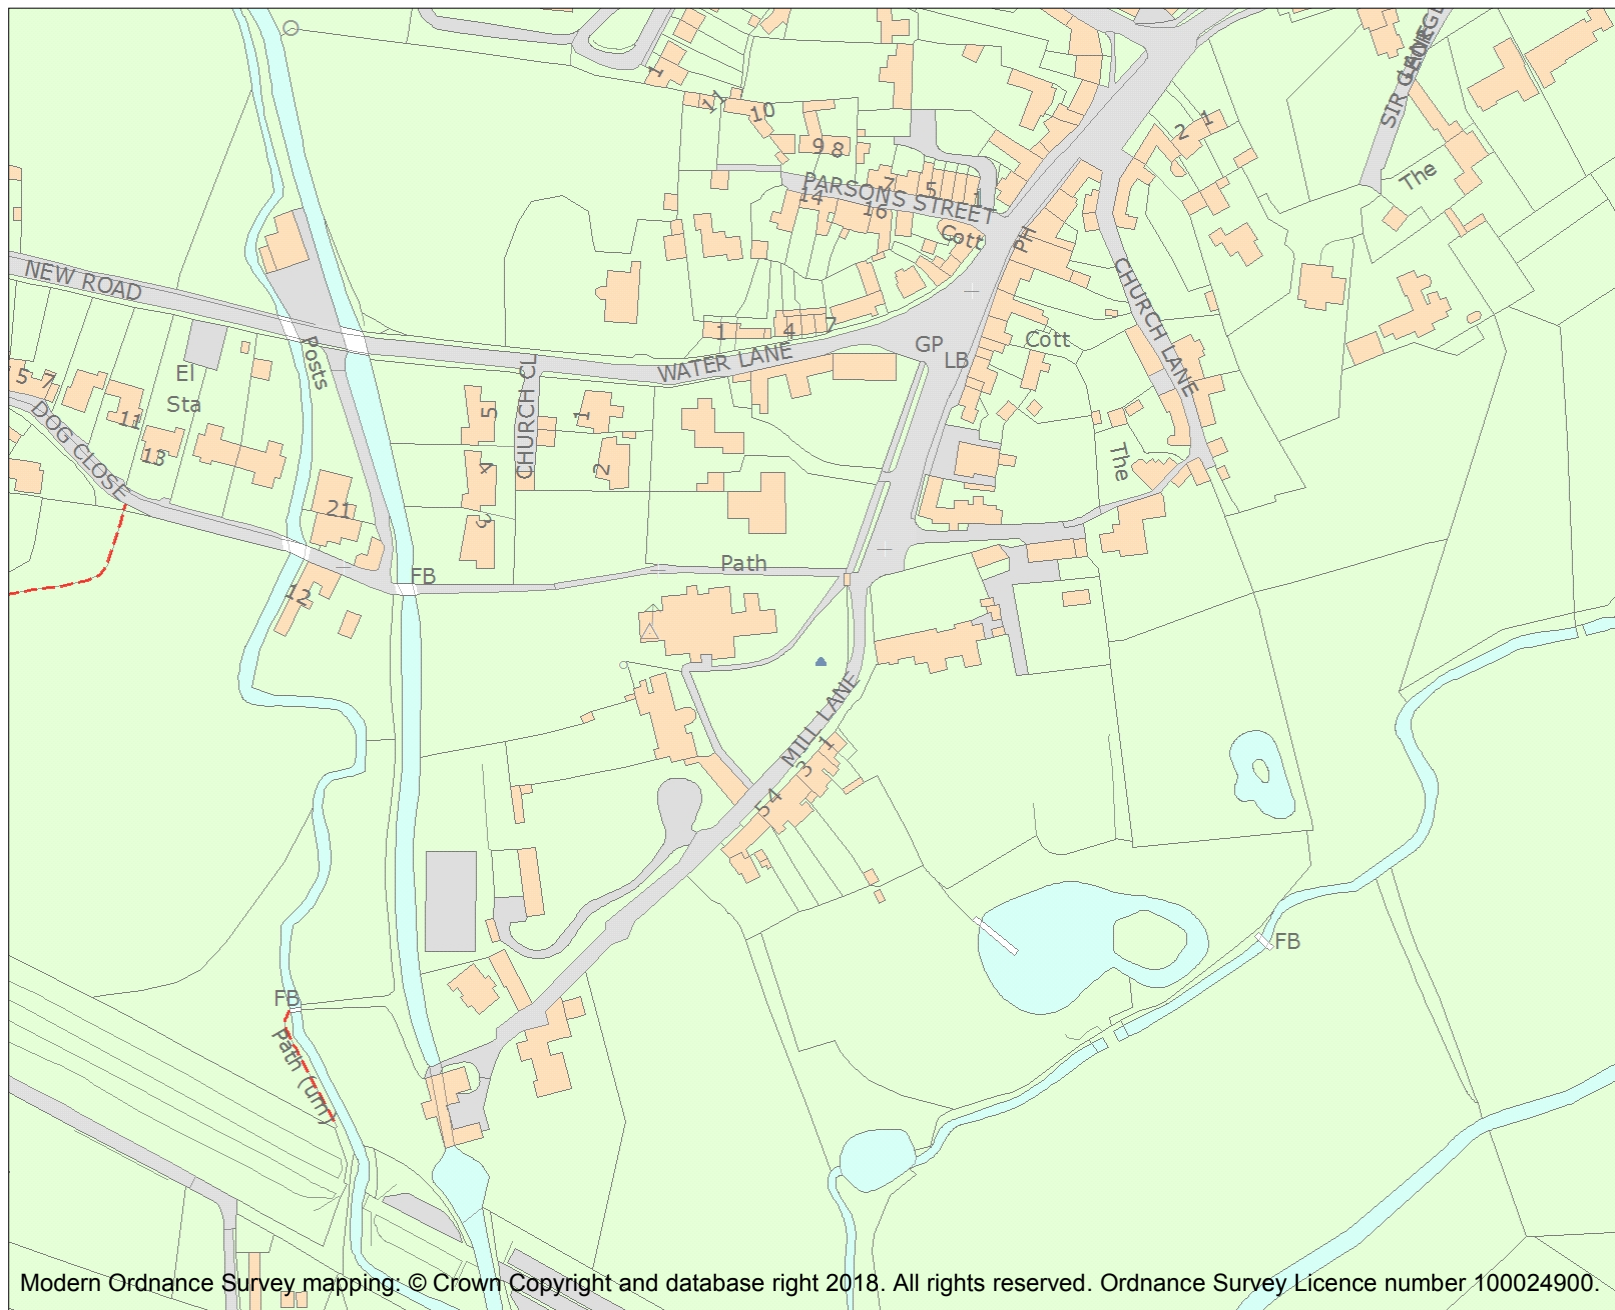 1
11
10
9 8
2 1
SIR GEORGE'S LANE
The
7 5 1
PARSONS STREET
14 16
Cott
PH
NEW ROAD
CHURCH LANE
1 4 7
WATER LANE
GP
LB
Cott
Posts
El
Sta
5 7
11
13
DOG CLOSE
CHURCH CL
5
1
4
2
3
The
21
FB
Path
12
MILL LANE
1
3
5 4
FB
FB
Path (um)
Modern Ordnance Survey mapping: © Crown Copyright and database right 2018. All rights reserved. Ordnance Survey Licence number 100024900.